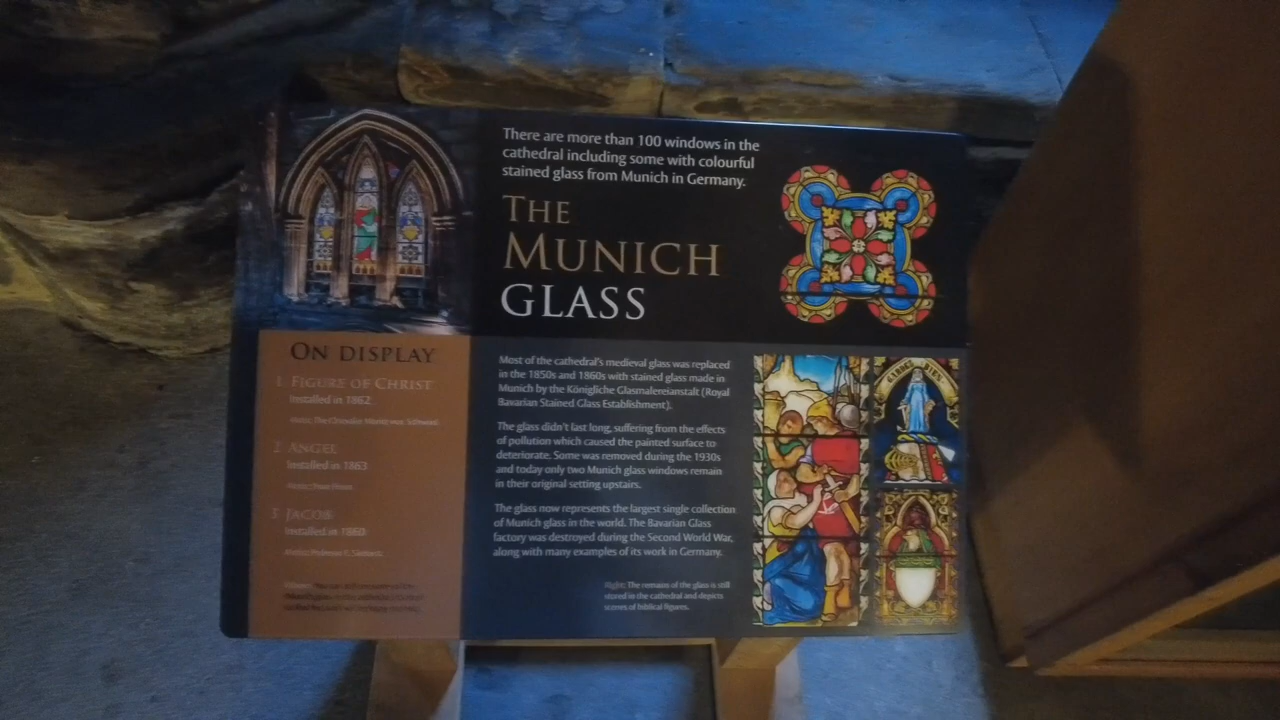 There are more than 100 windows in the
cathedral including some with colourful
stained glass from Munich in Germany.
THE
MUNICH
GLASS
ON DISPLAY
1 FIGURE OF CHRIST
Installed in 1862
2 ANGEL
Installed in 1863
3 JACOB
Installed in 1860
Most of the cathedral's medieval glass was replaced
in the 1850s and 1860s with stained glass made in
Munich by the Königliche Glasmalereianstalt (Royal
Bavarian Stained Glass Establishment).
The glass didn't last long, suffering from the effects
of pollution which caused the painted surface to
deteriorate. Some was removed during the 1930s
and today only two Munich glass windows remain
in their original setting upstairs.
The glass now represents the largest single collection
of Munich glass in the world. The Bavarian Glass
factory was destroyed during the Second World War,
along with many examples of its work in Germany.
Right: The remains of the glass is still
stored in the cathedral and depicts
scenes of biblical figures.